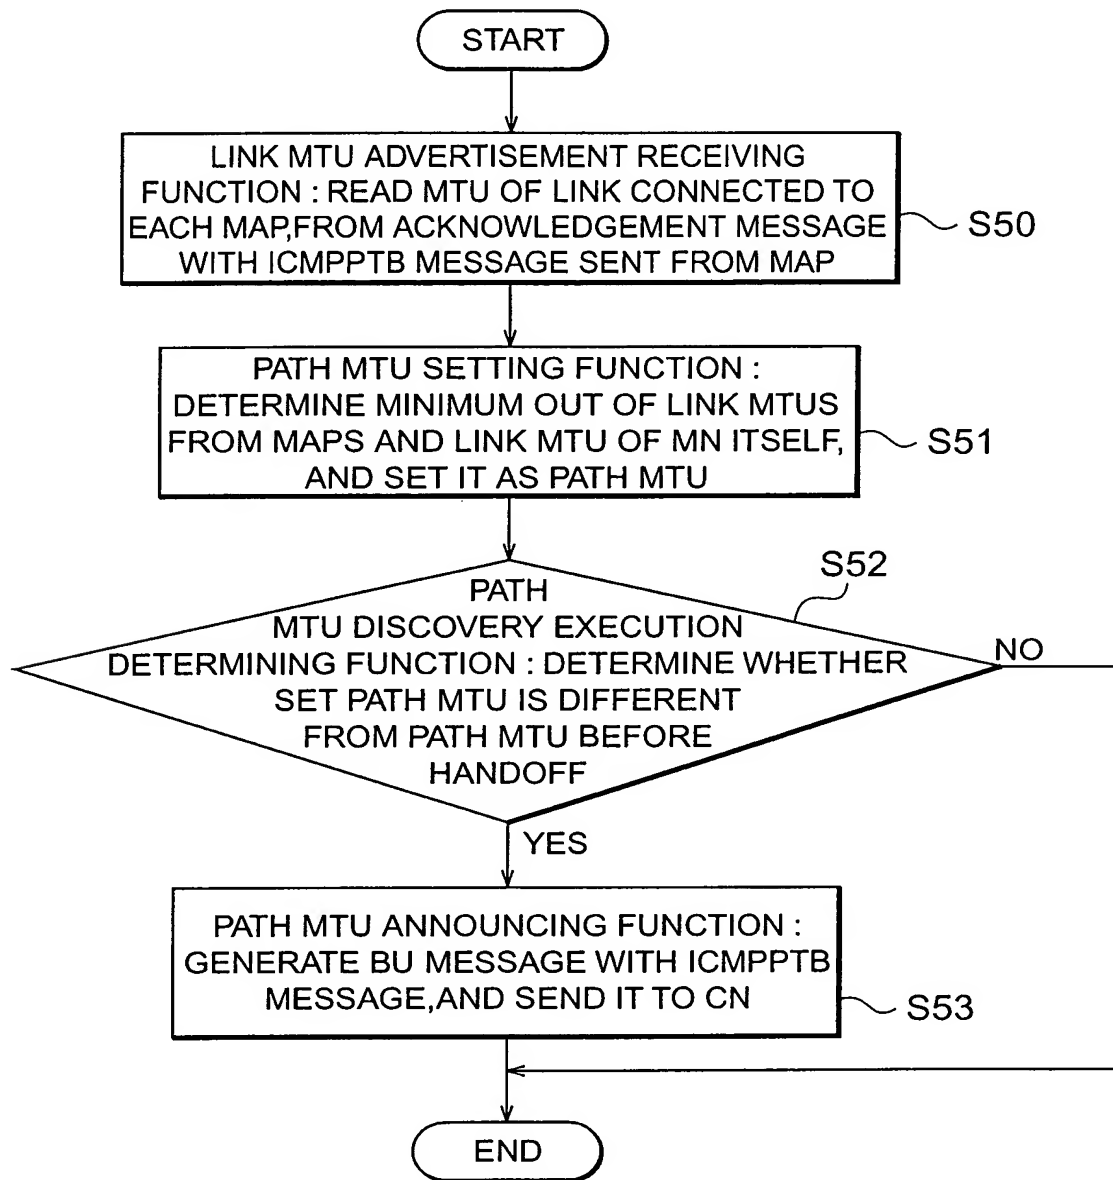 START
LINK MTU ADVERTISEMENT RECEIVING
FUNCTION : READ MTU OF LINK CONNECTED TO
EACH MAP,FROM ACKNOWLEDGEMENT MESSAGE
WITH ICMPPTB MESSAGE SENT FROM MAP
S50
PATH MTU SETTING FUNCTION :
DETERMINE MINIMUM OUT OF LINK MTUS
FROM MAPS AND LINK MTU OF MN ITSELF,
AND SET IT AS PATH MTU
S51
S52
PATH
MTU DISCOVERY EXECUTION
DETERMINING FUNCTION : DETERMINE WHETHER
SET PATH MTU IS DIFFERENT
FROM PATH MTU BEFORE
HANDOFF
NO
YES
PATH MTU ANNOUNCING FUNCTION :
GENERATE BU MESSAGE WITH ICMPPTB
MESSAGE,AND SEND IT TO CN
S53
END